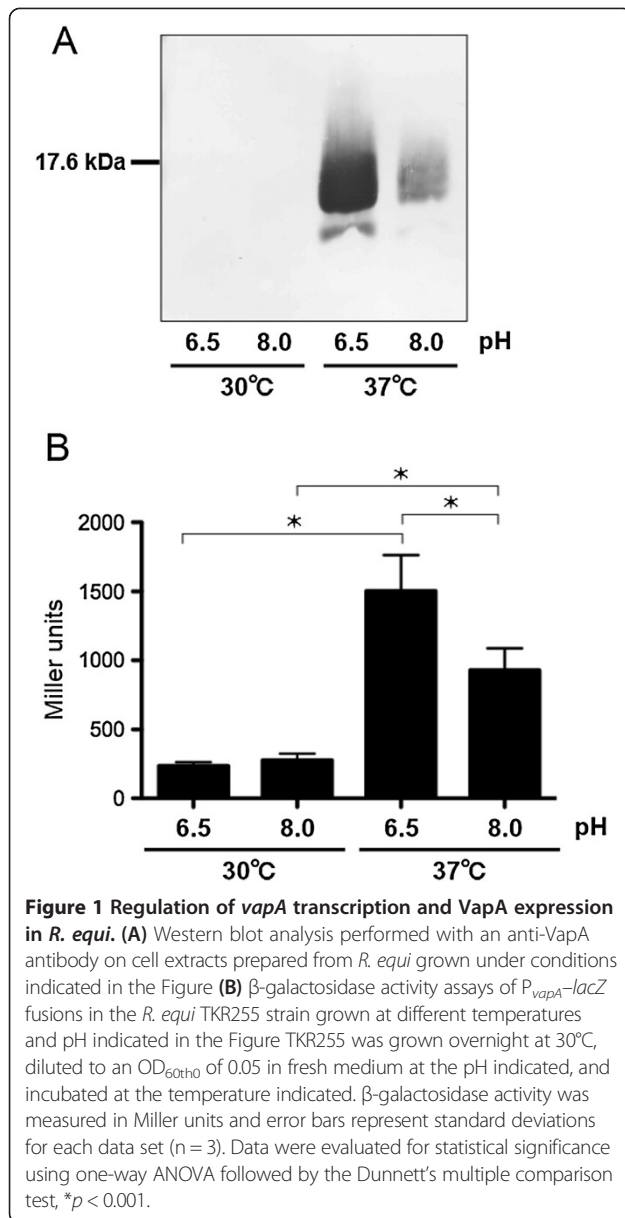 A
17.6 kDa
6.5 8.0 6.5 8.0 pH
30°C 37°C
B
* 
* *
2000
1500
1000
500
0
Miller units
6.5 8.0 6.5 8.0 pH
30°C 37°C
Figure 1 Regulation of vapA transcription and VapA expression
in R. equi. (A) Western blot analysis performed with an anti-VapA
antibody on cell extracts prepared from R. equi grown under conditions
indicated in the Figure (B) β-galactosidase activity assays of PvapA–lacZ
fusions in the R. equi TKR255 strain grown at different temperatures
and pH indicated in the Figure TKR255 was grown overnight at 30°C,
diluted to an OD60th0 of 0.05 in fresh medium at the pH indicated, and
incubated at the temperature indicated. β-galactosidase activity was
measured in Miller units and error bars represent standard deviations
for each data set (n = 3). Data were evaluated for statistical significance
using one-way ANOVA followed by the Dunnett's multiple comparison
test, *p < 0.001.